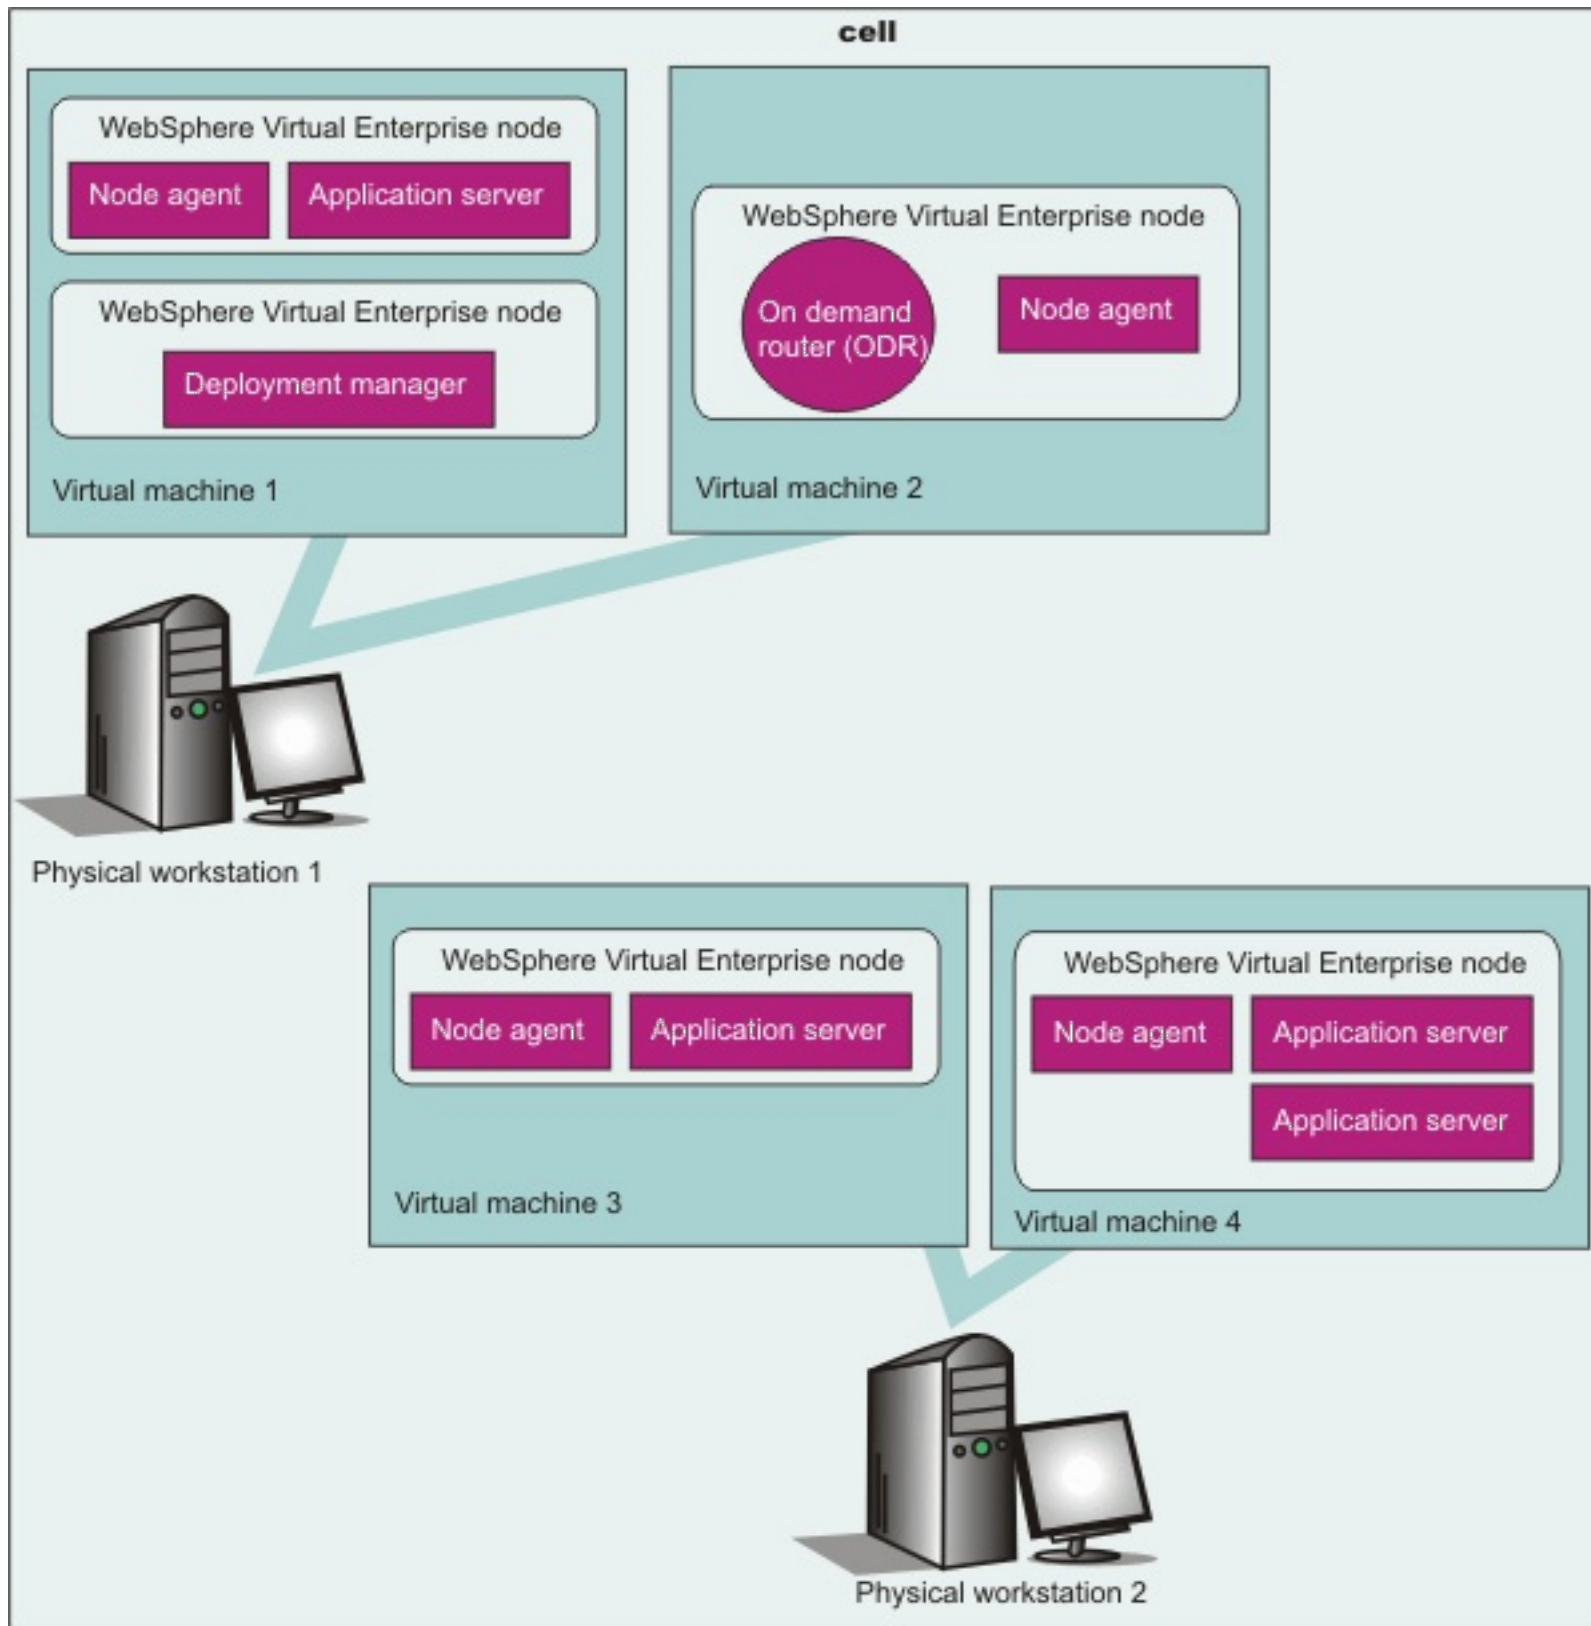 cell
WebSphere Virtual Enterprise node
Node agent
Application server
WebSphere Virtual Enterprise node
Deployment manager
Virtual machine 1
WebSphere Virtual Enterprise node
On demand
router (ODR)
Node agent
Virtual machine 2
Physical workstation 1
WebSphere Virtual Enterprise node
Node agent
Application server
Virtual machine 3
WebSphere Virtual Enterprise node
Node agent
Application server
Application server
Virtual machine 4
Physical workstation 2